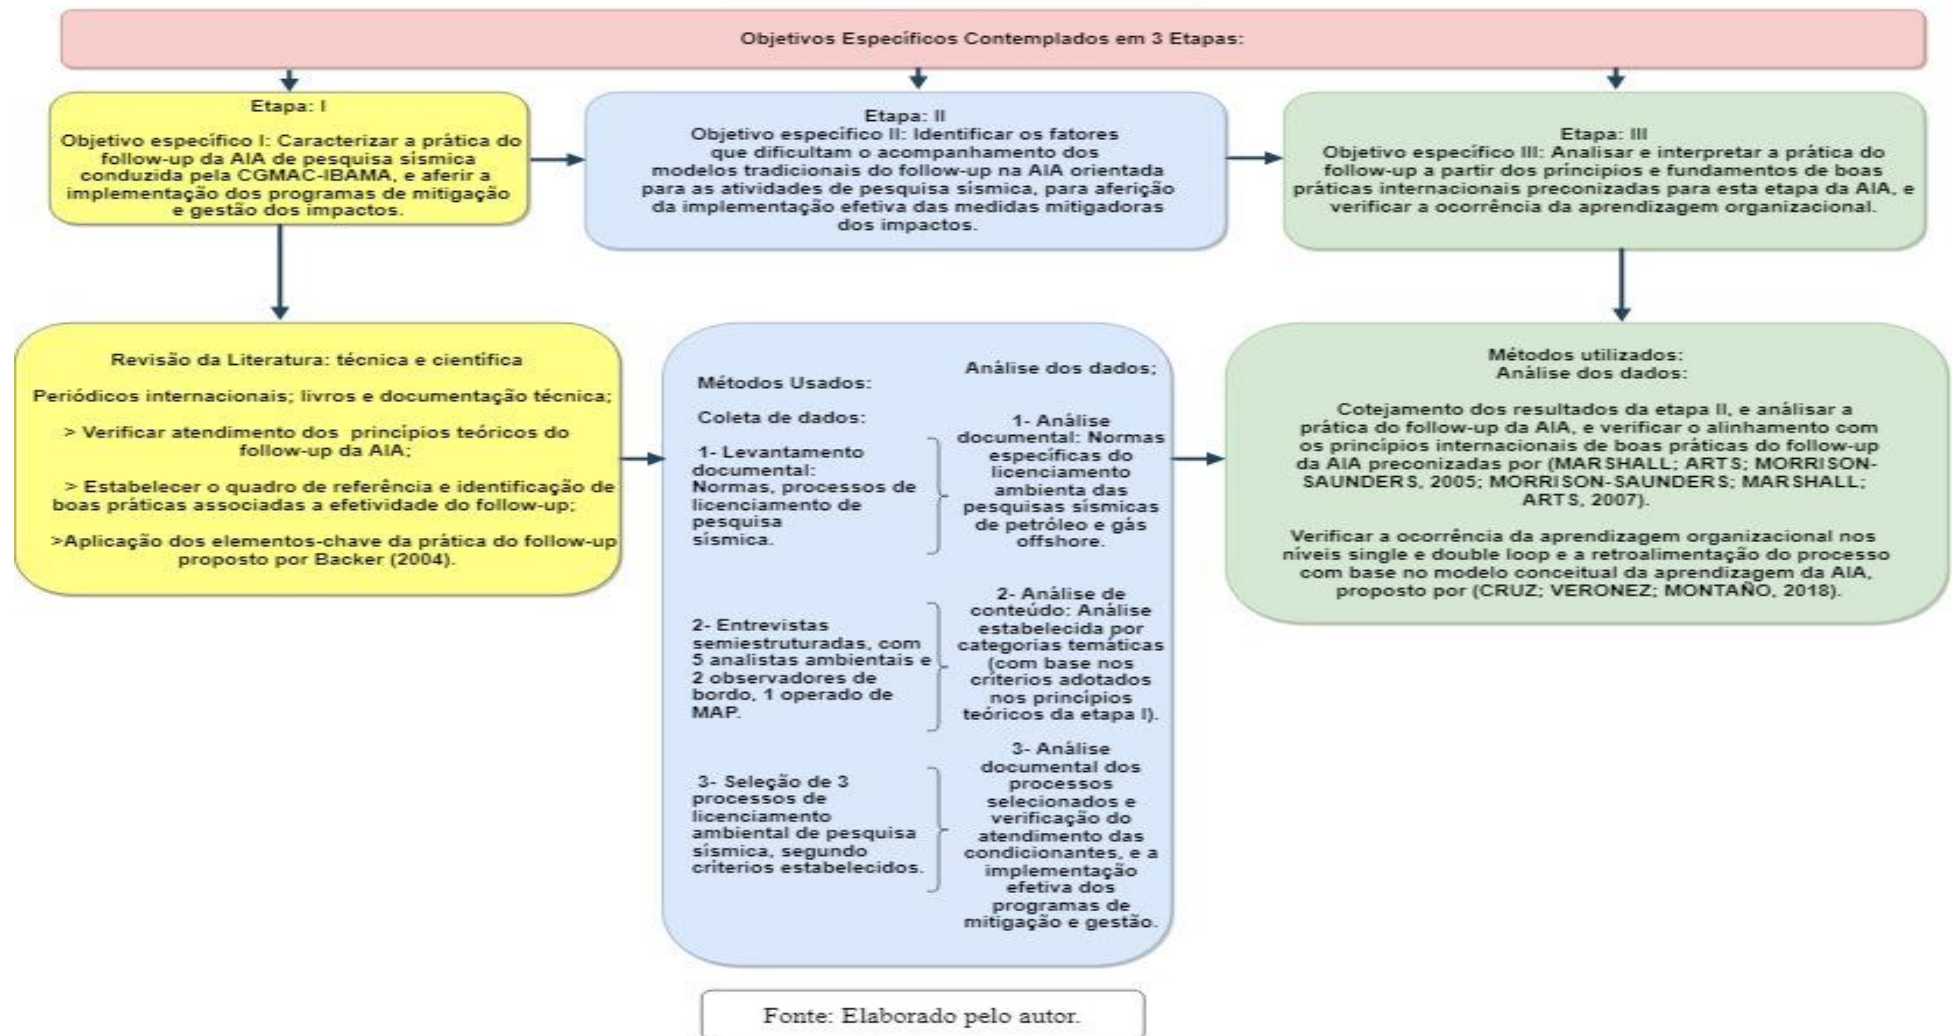 Objetivos Específicos Contemplados em 3 Etapas:
Etapa: I
Objetivo específico I: Caracterizar a prática do
follow-up da AIA de pesquisa sísmica
conduzida pela CGMAC-IBAMA, e aferir a
implementação dos programas de mitigação
e gestão dos impactos.
Etapa: II
Objetivo específico II: Identificar os fatores
que dificultam o acompanhamento dos
modelos tradicionais do follow-up na AIA orientada
para as atividades de pesquisa sísmica, para aferição
da implementação efetiva das medidas mitigadoras
dos impactos.
Etapa: III
Objetivo específico III: Analisar e interpretar a prática do
follow-up a partir dos princípios e fundamentos de boas
práticas internacionais preconizadas para esta etapa da AIA, e
verificar a ocorrência da aprendizagem organizacional.
Revisão da Literatura: técnica e científica
Periódicos internacionais; livros e documentação técnica;
> Verificar atendimento dos princípios teóricos do
follow-up da AIA;
> Estabelecer o quadro de referência e identificação de
boas práticas associadas a efetividade do follow-up;
>Aplicação dos elementos-chave da prática do follow-up
proposto por Backer (2004).
Métodos Usados:
Coleta de dados:
1- Levantamento
documental:
Normas, processos de
licenciamento de
pesquisa
sísmica.
2- Entrevistas
semiestruturadas, com
5 analistas ambientais e
2 observadores de
bordo, 1 operado de
MAP.
3- Seleção de 3
processos de
licenciamento
ambiental de pesquisa
sísmica, segundo
critérios estabelecidos.
Análise dos dados;
1- Análise
documental: Normas
específicas do
licenciamento
ambienta das
pesquisas sísmicas
de petróleo e gás
offshore.
2- Análise de
conteúdo: Análise
estabelecida por
categorias temáticas
(com base nos
críterios adotados
nos princípios
teóricos da etapa I).
3- Análise
documental dos
processos
selecionados e
verificação do
atendimento das
condicionantes, e a
implementação
efetiva dos
programas de
mitigação e gestão.
Métodos utilizados:
Análise dos dados:
Cotejamento dos resultados da etapa II, e análisar a
prática do follow-up da AIA, e verificar o alinhamento com
os princípios internacionais de boas práticas do follow-up
da AIA preconizadas por (MARSHALL; ARTS; MORRISON-
SAUNDERS, 2005; MORRISON-SAUNDERS; MARSHALL;
ARTS, 2007).
Verificar a ocorrência da aprendizagem organizacional nos
níveis single e double loop e a retroalimentação do processo
com base no modelo conceitual da aprendizagem da AIA,
proposto por (CRUZ; VERONEZ; MONTAÑO, 2018).
Fonte: Elaborado pelo autor.